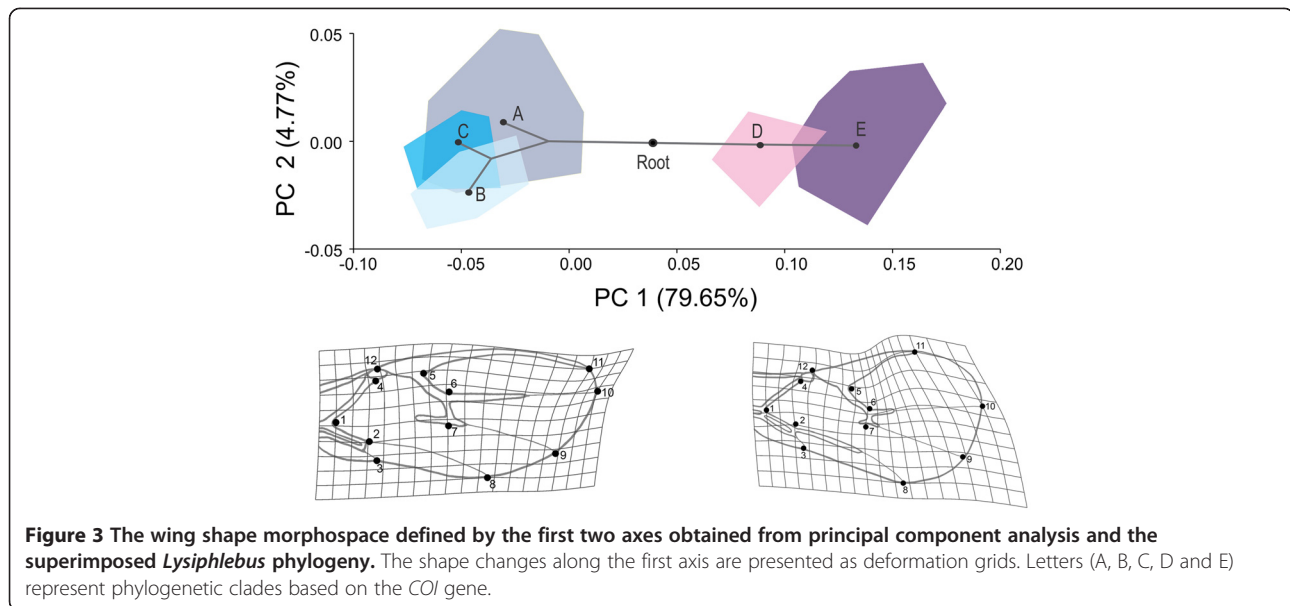 0.05
A
C
D
E
0.00
Root
B
-0.05
PC 2 (4.77%)
-0.10 -0.05 0.00 0.05 0.10 0.15 0.20
PC 1 (79.65%)
12
11
5
4
6
10
1
7
2
9
3
8
11
12
5
4
6
10
1
2
7
3
9
8
Figure 3 The wing shape morphospace defined by the first two axes obtained from principal component analysis and the
superimposed Lysiphlebus phylogeny. The shape changes along the first axis are presented as deformation grids. Letters (A, B, C, D and E)
represent phylogenetic clades based on the COI gene.